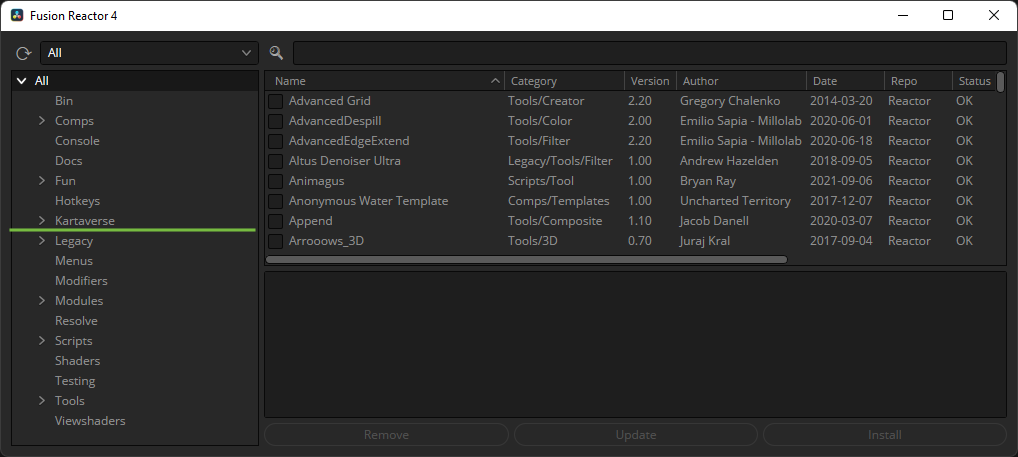 Fusion Reactor 4
All
All
Bin
Comps
Console
Docs
Fun
Hotkeys
Kartaverse
Legacy
Menus
Modifiers
Modules
Resolve
Scripts
Shaders
Testing
Tools
Viewshaders
Name Category Version Author Date Repo Status
Advanced Grid Tools/Creator 2.20 Gregory Chalenko 2014-03-20 Reactor OK
AdvancedDespill Tools/Color 2.00 Emilio Sapia - Millolab 2020-06-01 Reactor OK
AdvancedEdgeExtend Tools/Filter 2.20 Emilio Sapia - Millolab 2020-06-18 Reactor OK
Altus Denoiser Ultra Legacy/Tools/Filter 1.00 Andrew Hazelden 2018-09-05 Reactor OK
Animagus Scripts/Tool 1.00 Bryan Ray 2021-09-06 Reactor OK
Anonymous Water Template Comps/Templates 1.00 Uncharted Territory 2017-12-07 Reactor OK
Append Tools/Composite 1.10 Jacob Danell 2020-03-07 Reactor OK
Arrooows_3D Tools/3D 0.70 Juraj Kral 2017-09-04 Reactor OK
Remove Update Install